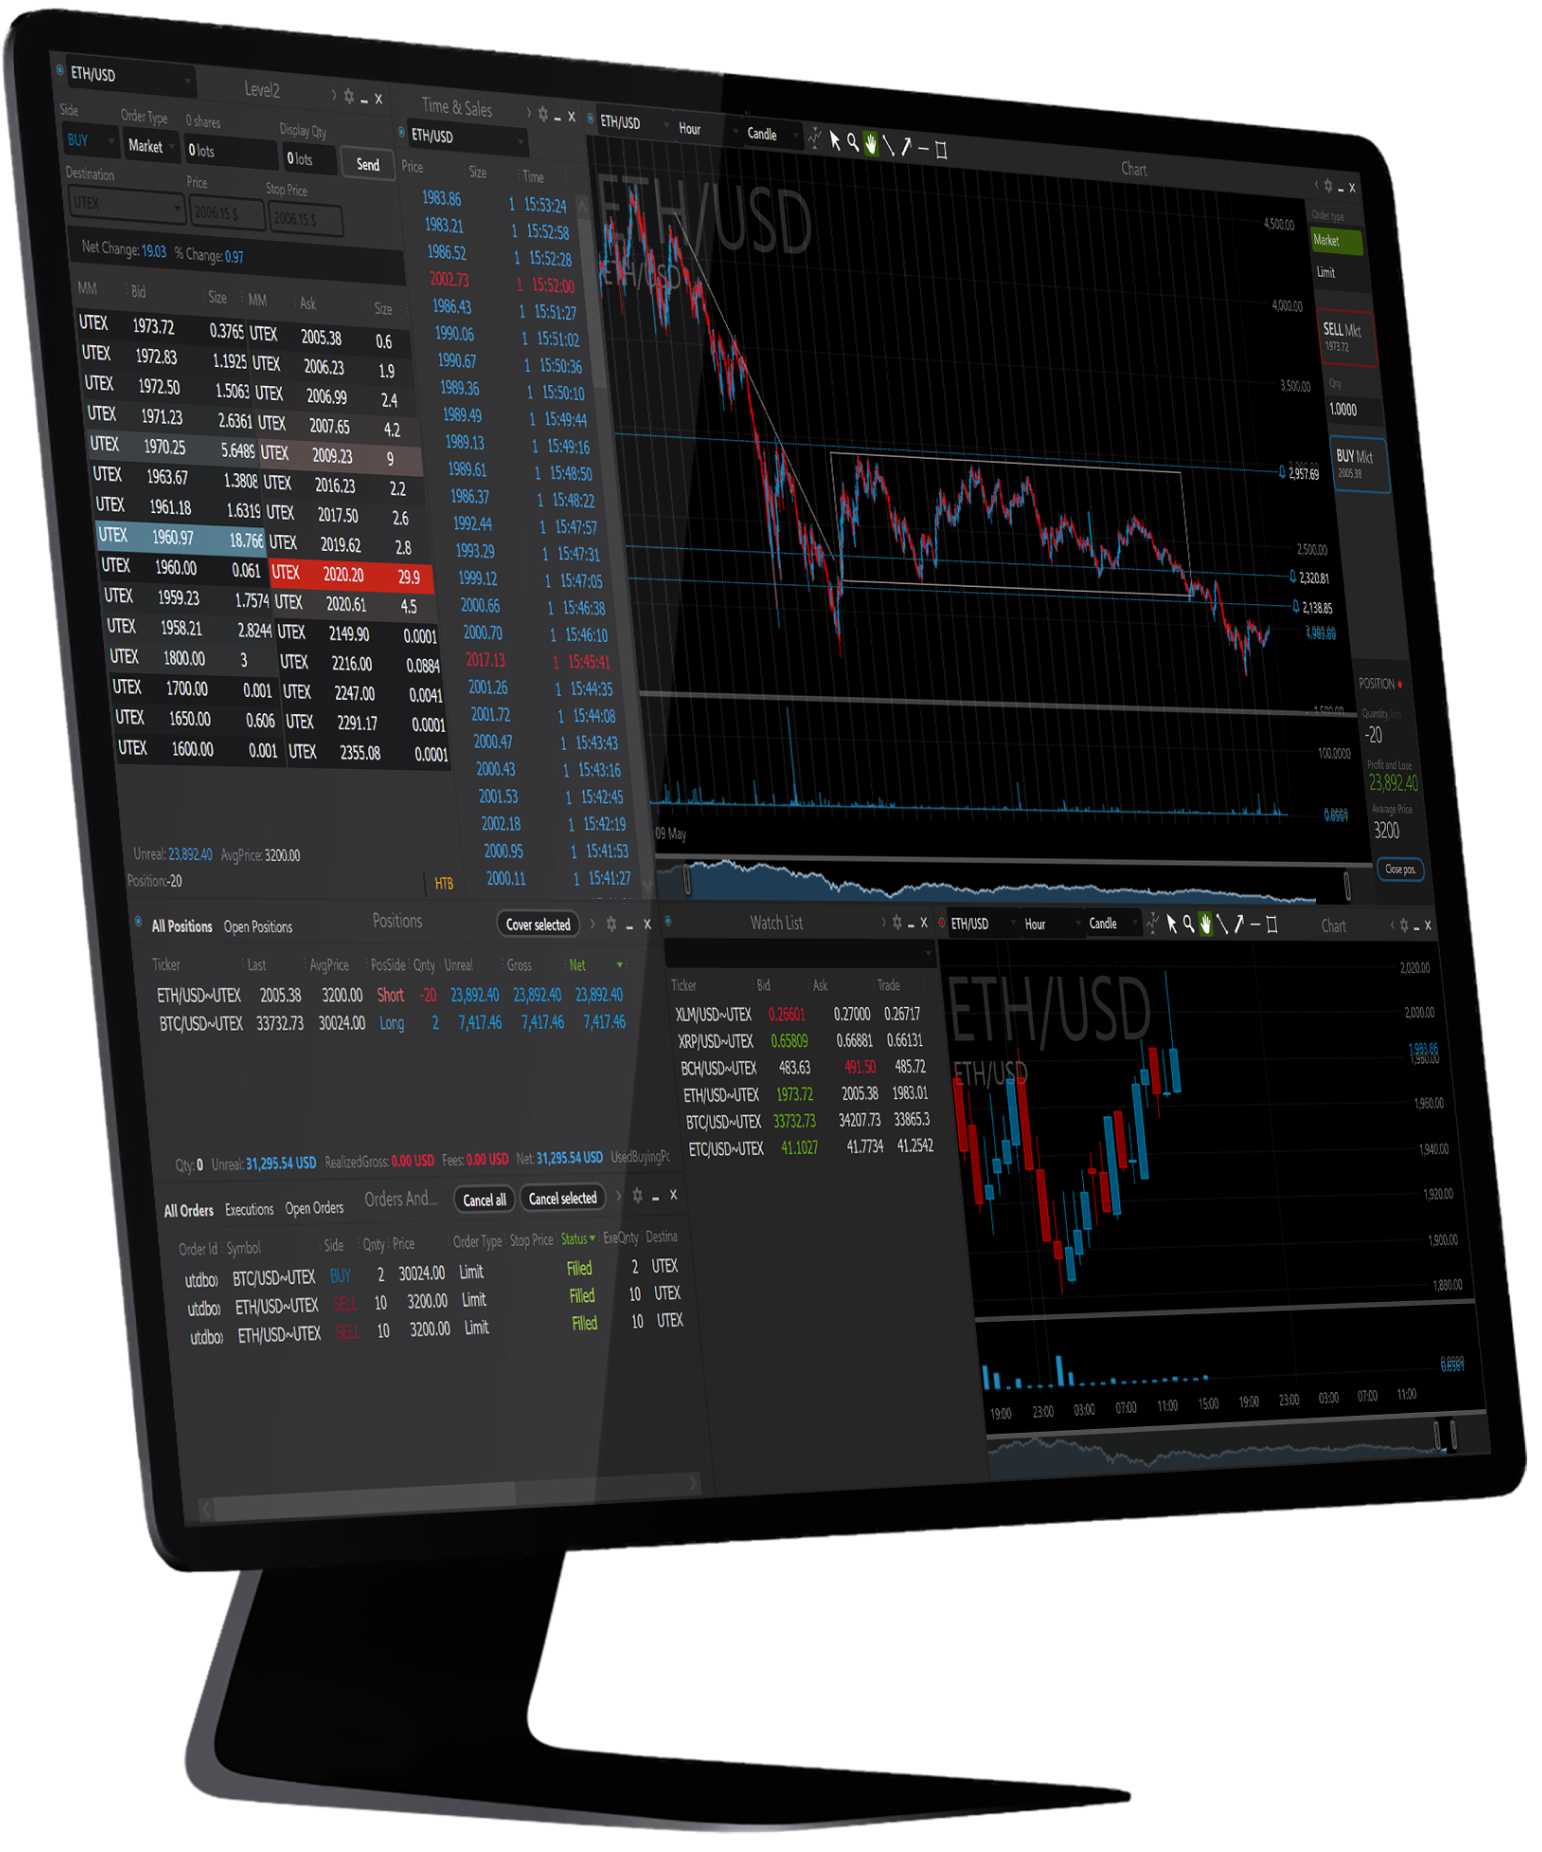 ETH/USD
Level2
Side
Order Type
0 shares
Display Qty
BUY
Market
0 lots
0 lots
Send
Destination
Price
Stop Price
UTEX
2006.15 $
2006.15 $
Net Change: 19.03 % Change: 0.97
MM Bid Size MM Ask Size
UTEX 1973.72 0.3765 UTEX 2005.38 0.6
UTEX 1972.83 1.1925 UTEX 2006.23 1.9
UTEX 1972.50 1.5063 UTEX 2006.99 2.4
UTEX 1971.23 2.6361 UTEX 2007.65 4.2
UTEX 1970.25 5.6489 UTEX 2009.23 9
UTEX 1963.67 1.3808 UTEX 2016.23 2.2
UTEX 1961.18 1.6319 UTEX 2017.50 2.6
UTEX 1960.97 18.766 UTEX 2019.62 2.8
UTEX 1960.00 0.061 UTEX 2020.20 29.9
UTEX 1959.23 1.7574 UTEX 2020.61 4.5
UTEX 1958.21 2.8244 UTEX 2149.90 0.0001
UTEX 1800.00 3 UTEX 2216.00 0.0884
UTEX 1700.00 0.001 UTEX 2247.00 0.0041
UTEX 1650.00 0.606 UTEX 2291.17 0.0001
UTEX 1600.00 0.001 UTEX 2355.08 0.0001
Unreal: 23,892.40 AvgPrice: 3200.00
Position:-20
HTB
Time & Sales
ETH/USD
Price Size Time
1983.86 1 15:53:24
1983.21 1 15:52:58
1986.52 1 15:52:28
2002.73 1 15:52:00
1986.43 1 15:51:27
1990.06 1 15:51:02
1990.67 1 15:50:36
1989.36 1 15:50:10
1989.49 1 15:49:44
1989.13 1 15:49:16
1989.61 1 15:48:50
1986.37 1 15:48:22
1992.44 1 15:47:57
1993.29 1 15:47:31
1999.12 1 15:47:05
2000.66 1 15:46:38
2000.70 1 15:46:10
2017.13 1 15:45:41
2001.26 1 15:44:35
2001.72 1 15:44:08
2000.47 1 15:43:43
2000.43 1 15:43:16
2001.53 1 15:42:45
2002.18 1 15:42:19
2000.95 1 15:41:53
2000.11 1 15:41:27
ETH/USD Hour Candle
Chart
ETH/USD
ETH/USD
4,500.00
4,000.00
3,500.00
2,957.69
2,500.00
2,320.81
2,138.85
1,500.00
100.0000
09 May
Order type
Market
Limit
SELL Mkt
1973.72
Qny
1.0000
BUY Mkt
2005.38
POSITION
Quantity, lots
-20
Profit and Lose
23,892.40
Avarage Price
3200
Close pos.
All Positions Open Positions
Positions
Cover selected
Ticker Last AvgPrice PosSide Qnty Unreal Gross Net
ETH/USD~UTEX 2005.38 3200.00 Short -20 23,892.40 23,892.40 23,892.40
BTC/USD~UTEX 33732.73 30024.00 Long 2 7,417.46 7,417.46 7,417.46
Qty: 0 Unreal: 31,295.54 USD RealizedGross: 0.00 USD Fees: 0.00 USD Net: 31,295.54 USD UsedBuyingPc
All Orders Executions Open Orders
Orders And...
Cancel all
Cancel selected
Order Id Symbol Side Qnty Price Order Type Stop Price Status ExeQnty Destina
utdbo BTC/USD~UTEX BUY 2 30024.00 Limit Filled 2 UTEX
utdbo ETH/USD~UTEX SELL 10 3200.00 Limit Filled 10 UTEX
utdbo ETH/USD~UTEX SELL 10 3200.00 Limit Filled 10 UTEX
Watch List
Ticker Bid Ask Trade
XLM/USD~UTEX 0.26601 0.27000 0.26717
XRP/USD~UTEX 0.65809 0.66881 0.66131
BCH/USD~UTEX 483.63 491.50 485.72
ETH/USD~UTEX 1973.72 2005.38 1983.01
BTC/USD~UTEX 33732.73 34207.73 33865.3
ETC/USD~UTEX 41.1027 41.7734 41.2542
ETH/USD Hour Candle
Chart
ETH/USD
ETH/USD
2,020.00
2,000.00
1,983.86
1,960.00
1,940.00
1,920.00
1,900.00
1,880.00
19:00 23:00 03:00 07:00 11:00 15:00 19:00 23:00 03:00 07:00 11:00